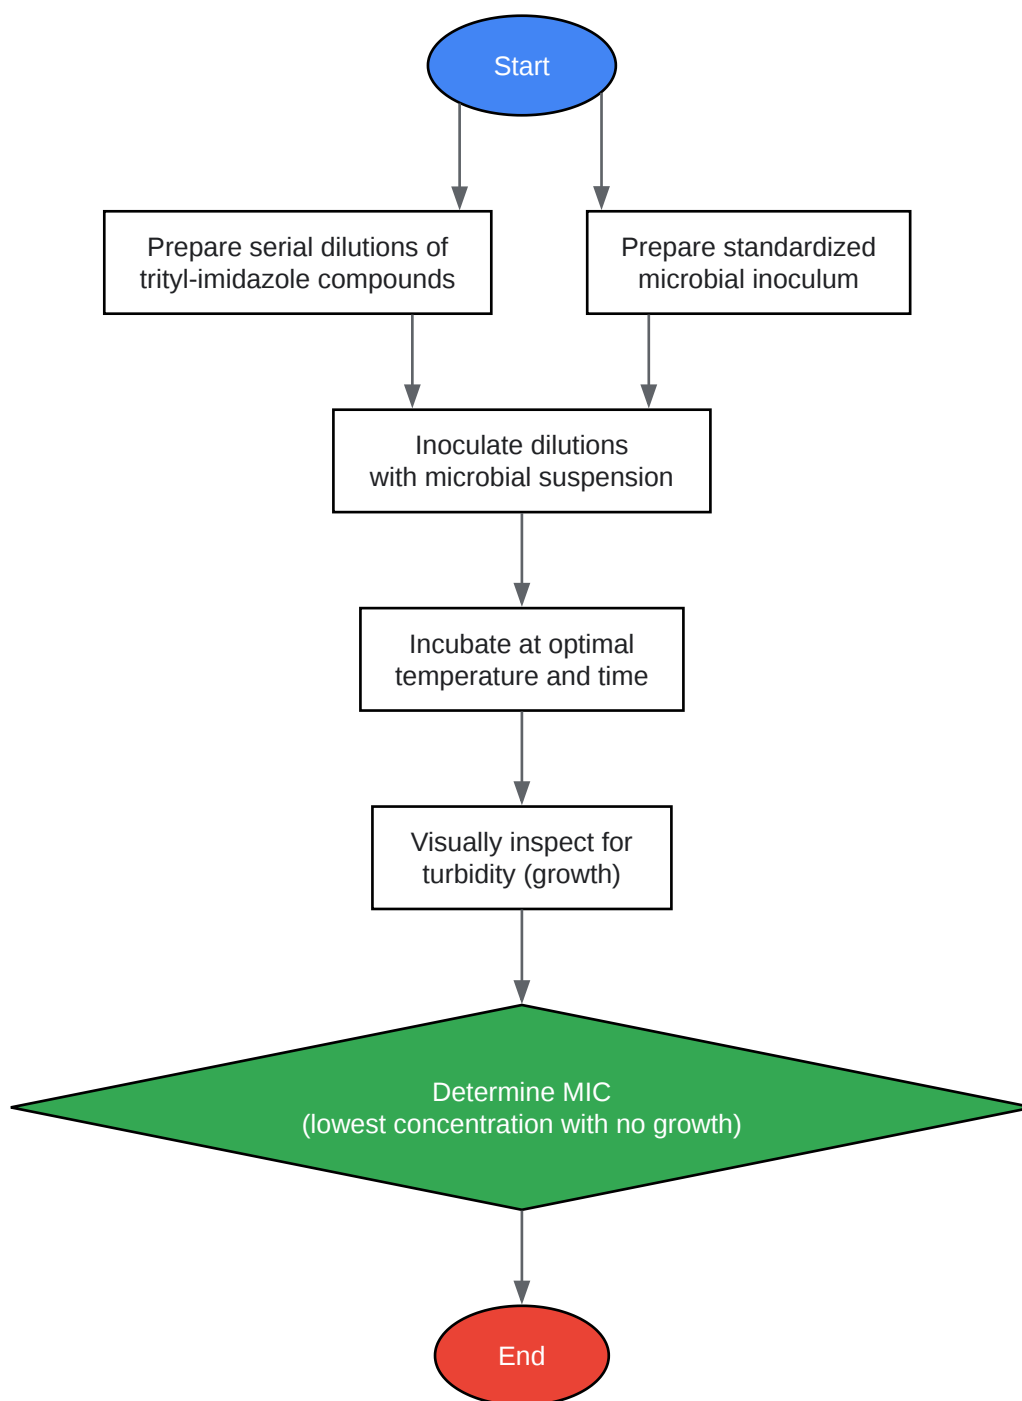 Start
Prepare serial dilutions of
trityl-imidazole compounds
Prepare standardized
microbial inoculum
Inoculate dilutions
with microbial suspension
Incubate at optimal
temperature and time
Visually inspect for
turbidity (growth)
Determine MIC
(lowest concentration with no growth)
End